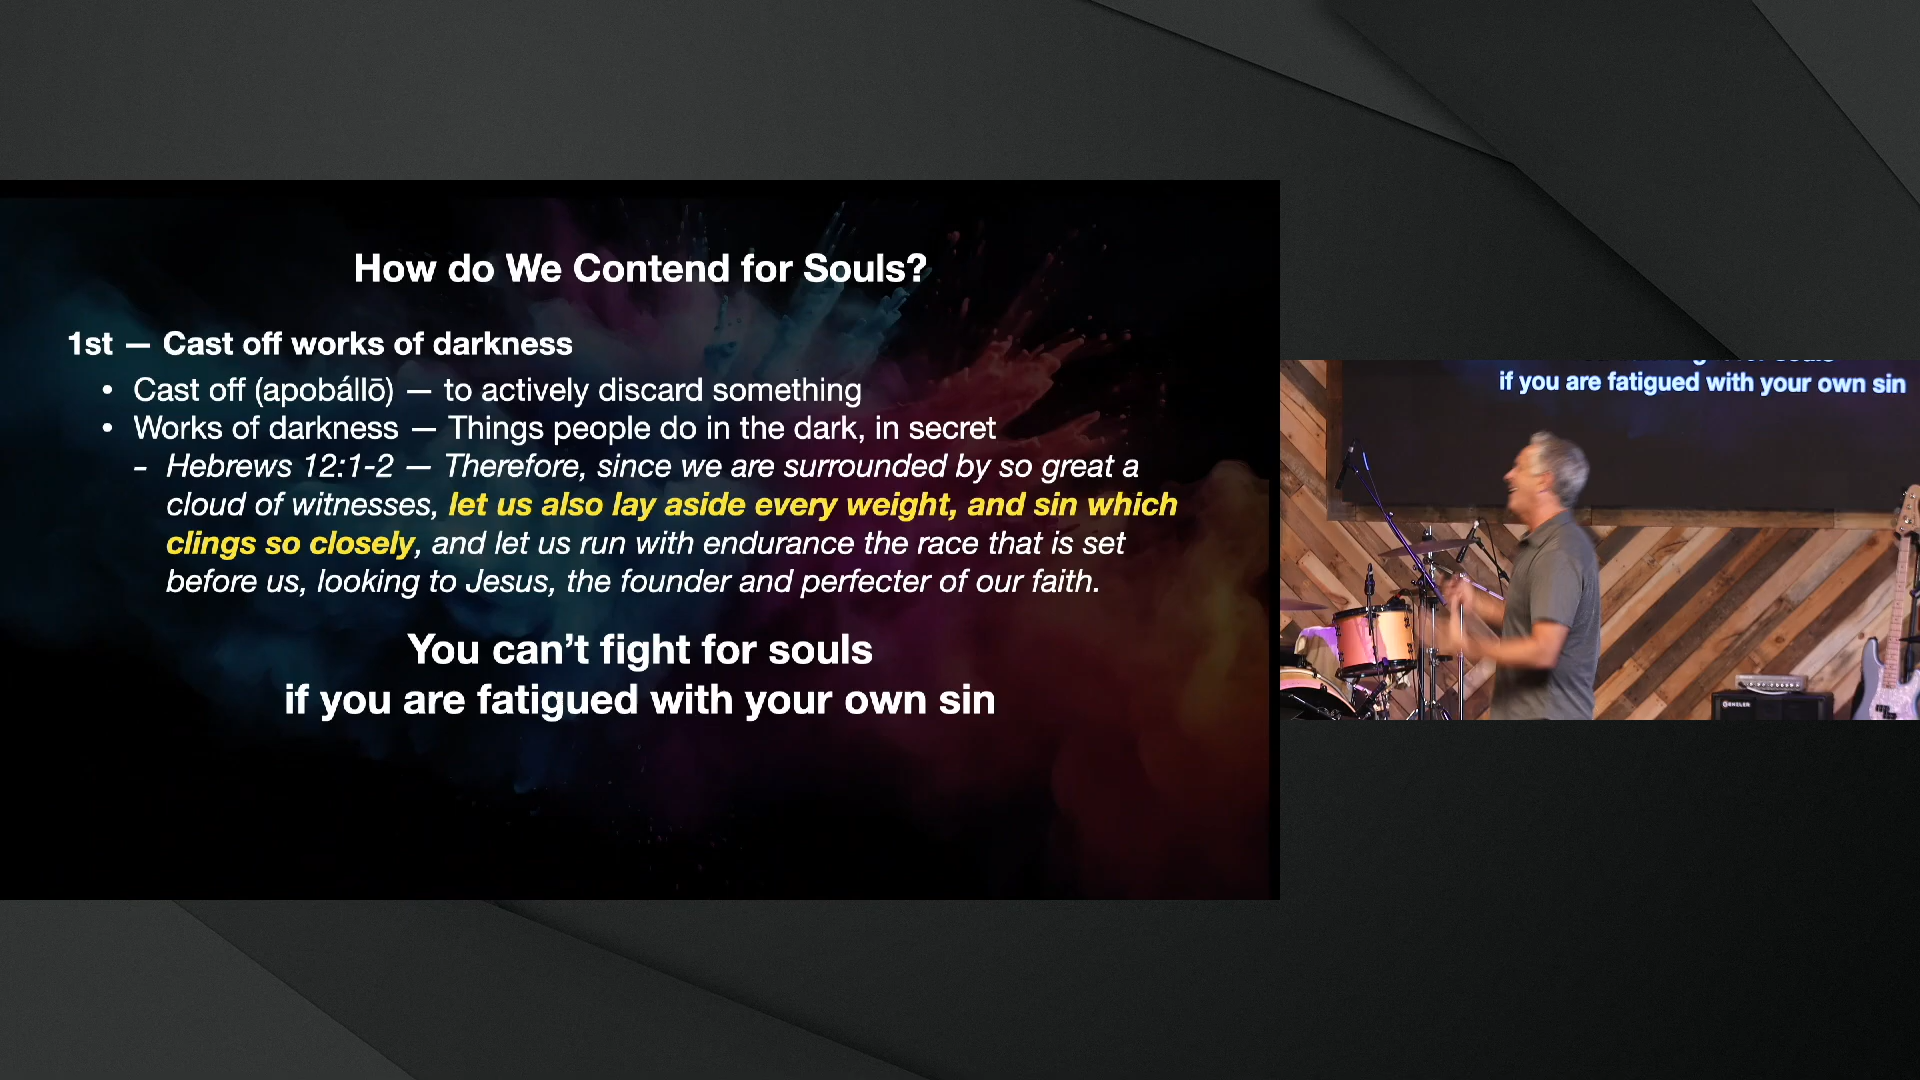 How do We Contend for Souls?
1st — Cast off works of darkness
• Cast off (apobállō) — to actively discard something
• Works of darkness — Things people do in the dark, in secret
– Hebrews 12:1-2 — Therefore, since we are surrounded by so great a
cloud of witnesses, let us also lay aside every weight, and sin which
clings so closely, and let us run with endurance the race that is set
before us, looking to Jesus, the founder and perfecter of our faith.
You can’t fight for souls
if you are fatigued with your own sin
if you are fatigued with your own sin